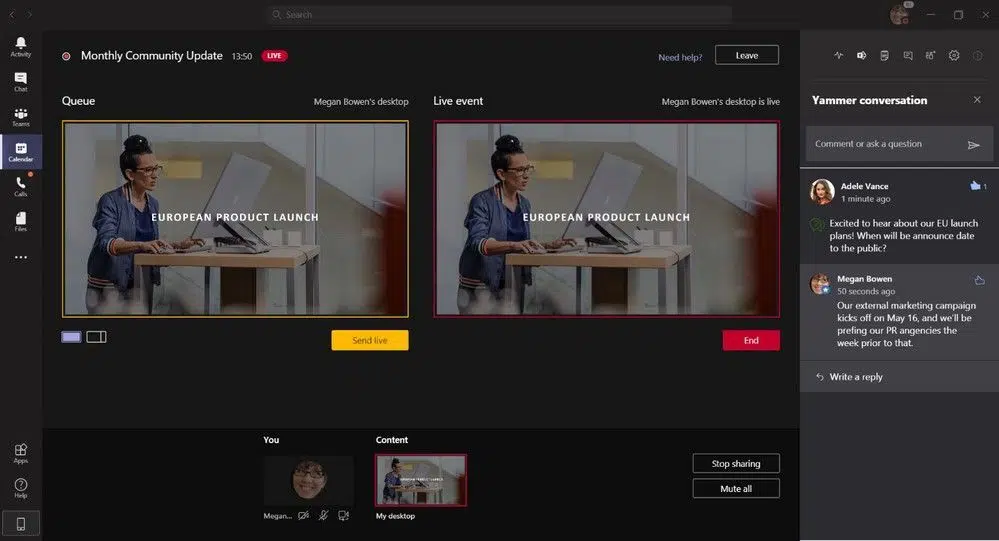 Search
Activity
Chat
Teams
Calendar
Calls
Files
Apps
Help
Monthly Community Update 13:50 LIVE
Need help?
Leave
Queue
Megan Bowen's desktop
Live event
Megan Bowen's desktop is live
EUROPEAN PRODUCT LAUNCH
EUROPEAN PRODUCT LAUNCH
Send live
End
You
Content
EUROPEAN PRODUCT LAUNCH
Megan...
My desktop
Stop sharing
Mute all
Yammer conversation
Comment or ask a question
Adele Vance
1
1 minute ago
Excited to hear about our EU launch
plans! When will be announce date
to the public?
Megan Bowen
50 seconds ago
Our external marketing campaign
kicks off on May 16, and we'll be
prefing our PR angencies the
week prior to that.
Write a reply